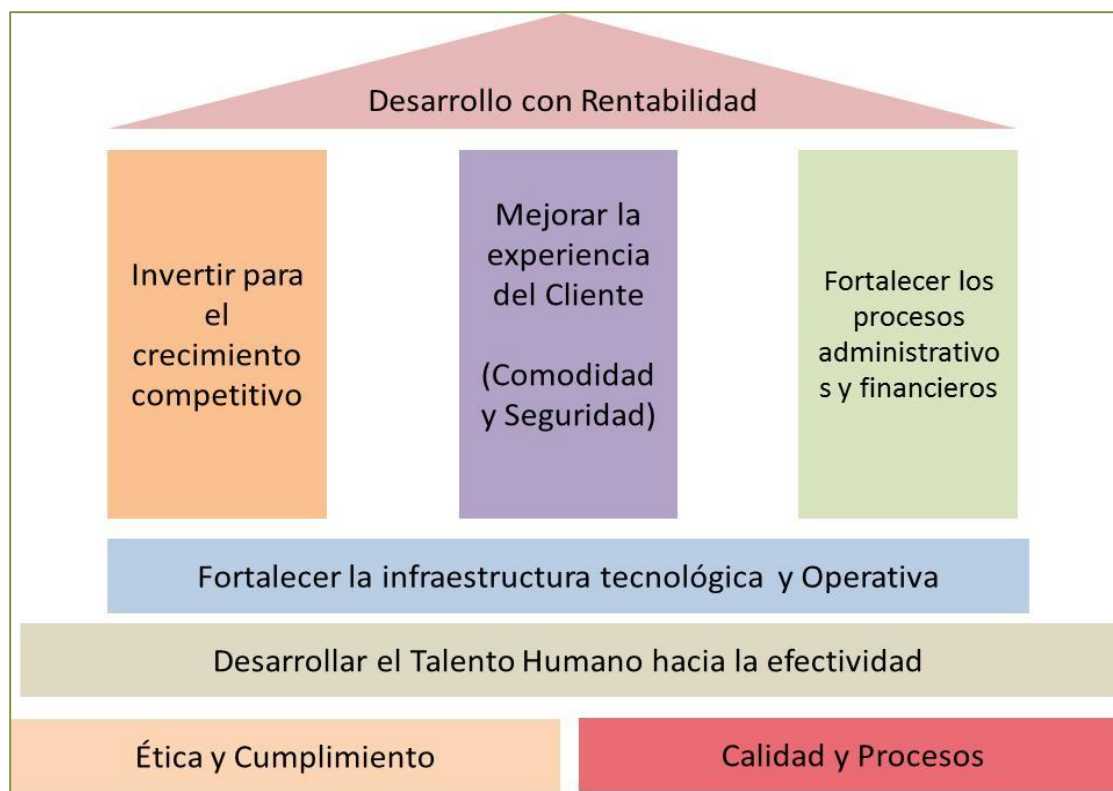 Desarrollo con Rentabilidad
Invertir para
el
crecimiento
competitivo
Mejorar la
experiencia
del Cliente
(Comodidad
y Seguridad)
Fortalecer los
procesos
administrativo
s y financieros
Fortalecer la infraestructura tecnológica y Operativa
Desarrollar el Talento Humano hacia la efectividad
Ética y Cumplimiento
Calidad y Procesos